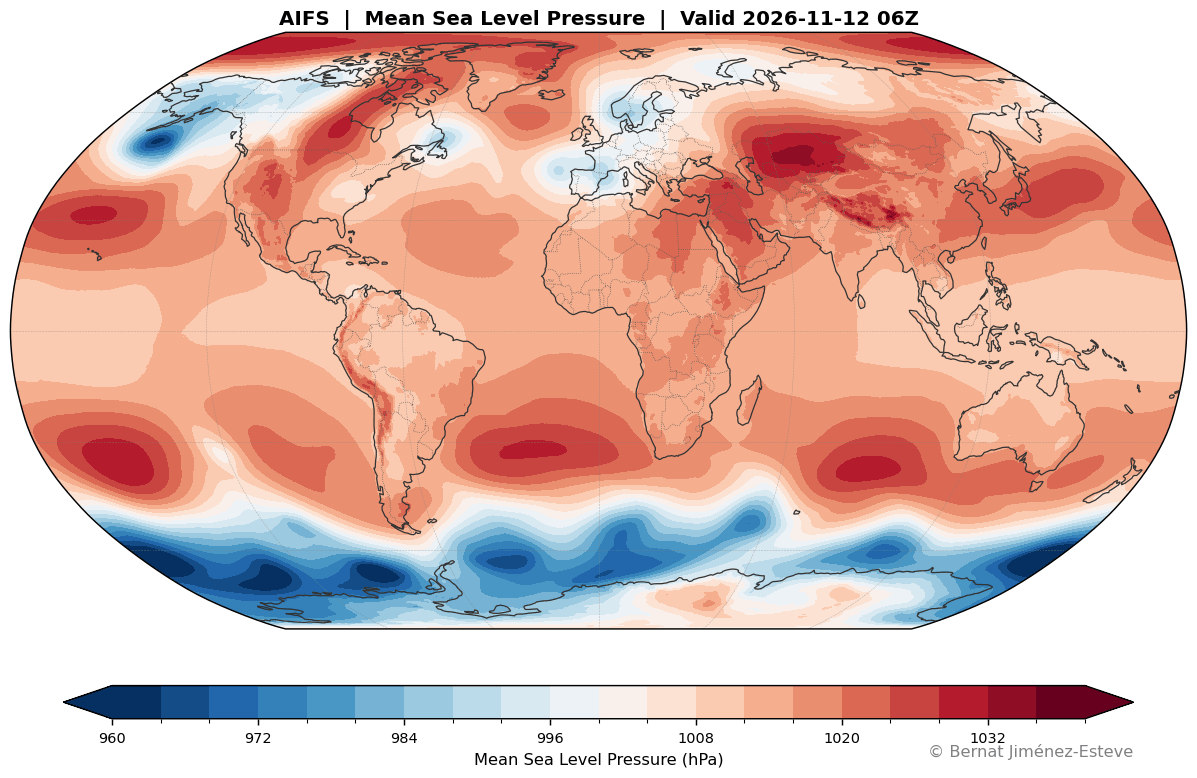 AIFS  |  Mean Sea Level Pressure  |  Valid 2026-11-12 06Z
960 972 984 996 1008 1020 1032
Mean Sea Level Pressure (hPa)
© Bernat Jiménez-Esteve